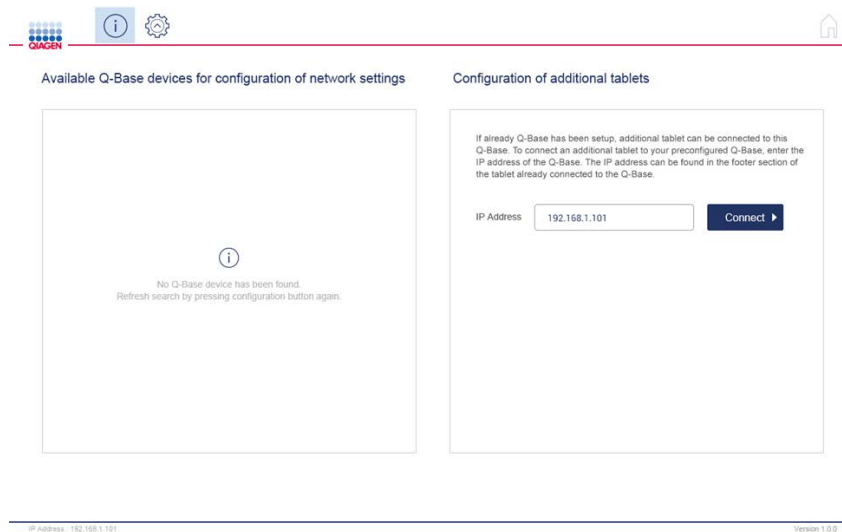 QIAGEN
Available Q-Base devices for configuration of network settings
No Q-Base device has been found.
Refresh search by pressing configuration button again.
Configuration of additional tablets
If already Q-Base has been setup, additional tablet can be connected to this
Q-Base. To connect an additional tablet to your preconfigured Q-Base, enter the
IP address of the Q-Base. The IP address can be found in the footer section of
the tablet already connected to the Q-Base.
IP Address 192.168.1.101 Connect
IP Address : 192.168.1.101 Version 1.0.0